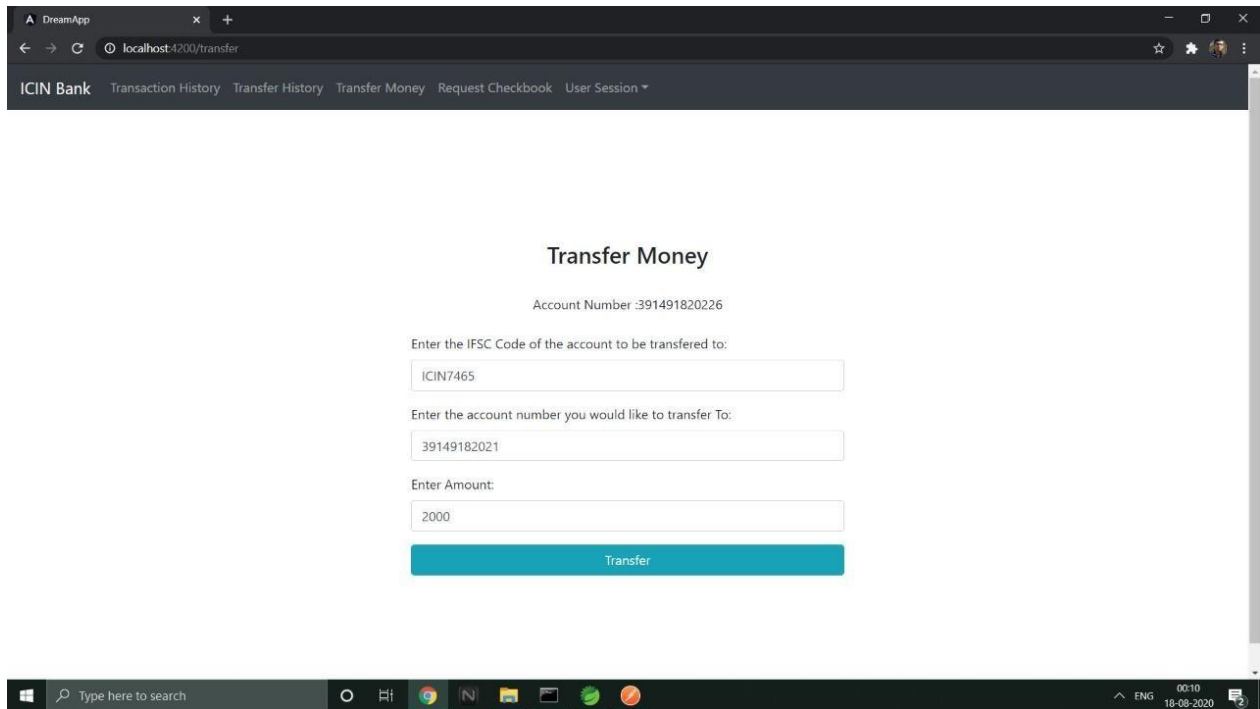 DreamApp
localhost:4200/transfer
ICIN Bank Transaction History Transfer History Transfer Money Request Checkbook User Session
Transfer Money
Account Number :391491820226
Enter the IFSC Code of the account to be transfered to:
ICIN7465
Enter the account number you would like to transfer To:
39149182021
Enter Amount:
2000
Transfer
Type here to search
ENG
00:10
18-08-2020
2